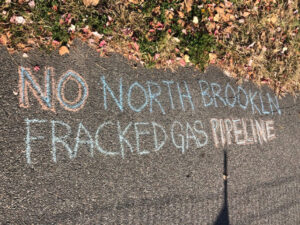 NO NORTH BROOKLN
FRACKED GAS PIPELINE